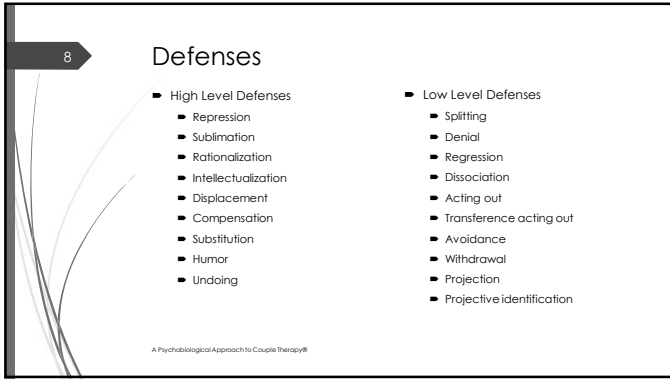 8
Defenses
High Level Defenses
Repression
Sublimation
Rationalization
Intellectualization
Displacement
Compensation
Substitution
Humor
Undoing
Low Level Defenses
Splitting
Denial
Regression
Dissociation
Acting out
Transference acting out
Avoidance
Withdrawal
Projection
Projective identification
A Psychobiological Approach to Couple Therapy®